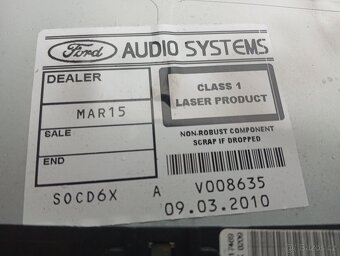 Ford AUDIO SYSTEMS
DEALER
MAR15
SALE
END
CLASS 1
LASER PRODUCT
NON-ROBUST COMPONENT
SCRAP IF DROPPED
SOCD6X A V008635
09.03.2010